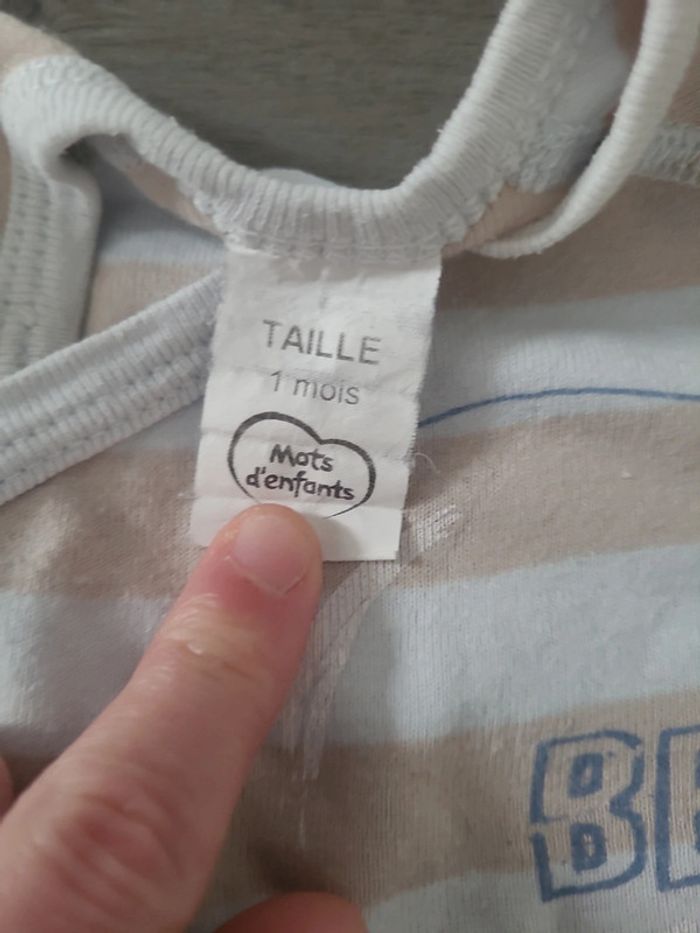 TAILLE
1 mois
Mots
d'enfants
B